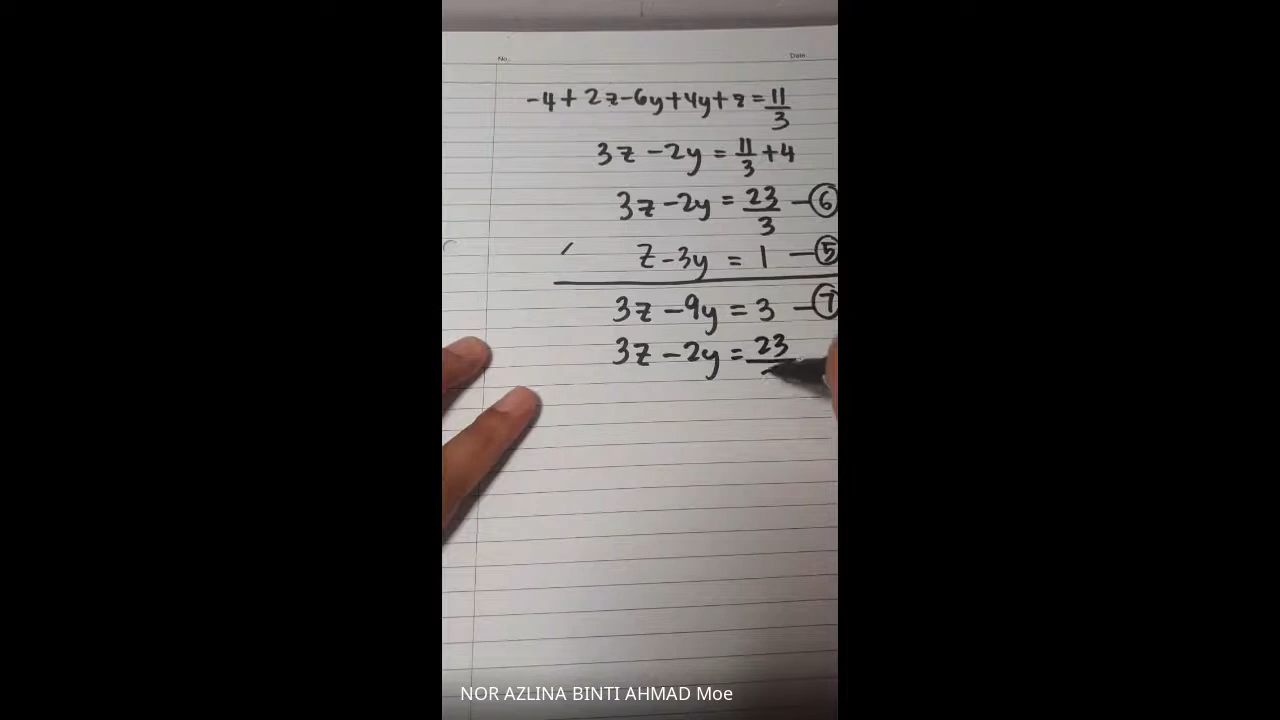 No.
Date
-4 + 2z - 6y + 4y + z = 11/3
3z - 2y = 11/3 + 4
3z - 2y = 23/3 - ⑥
z - 3y = 1 - ⑤
3z - 9y = 3 - ⑦
3z - 2y = 23/
NOR AZLINA BINTI AHMAD Moe